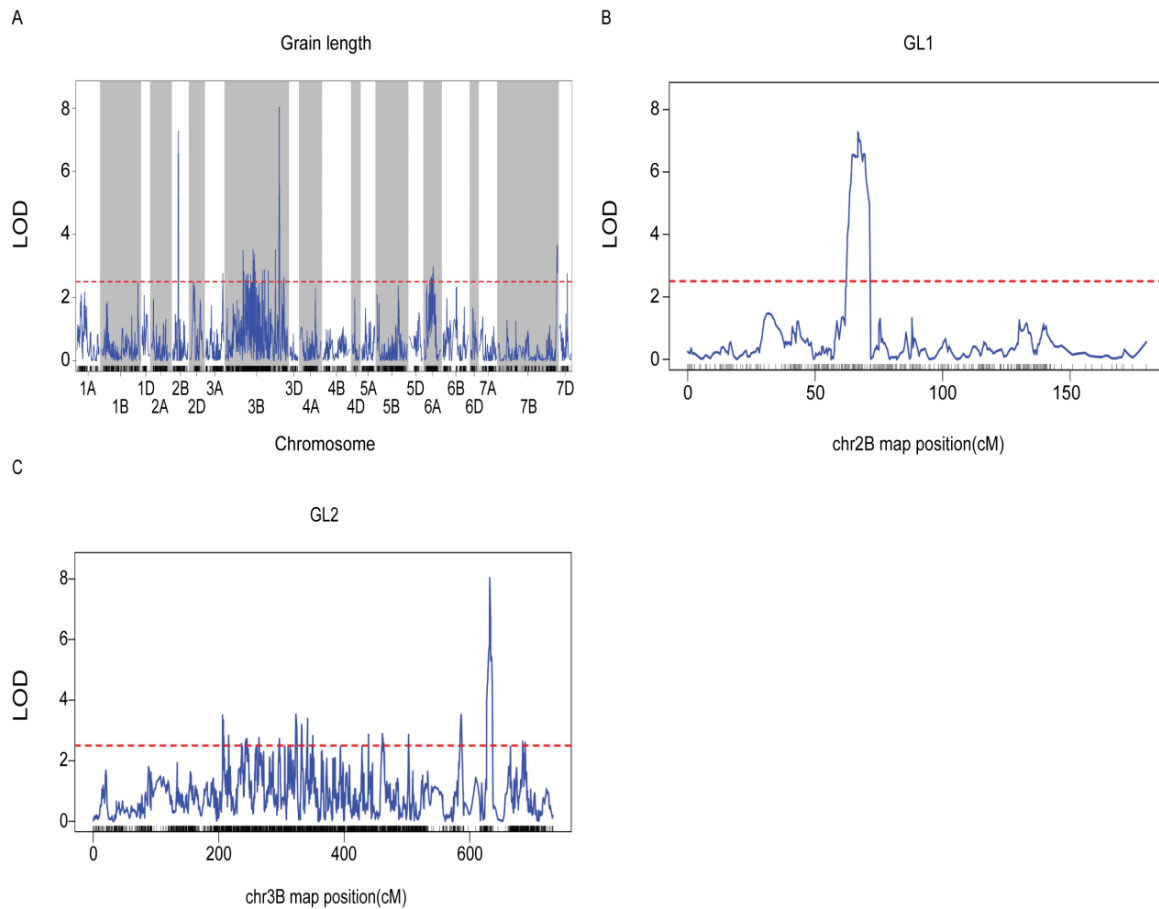 A
Grain length
LOD
8
6
4
2
0
1A 1D 2B 3A 3D 4B 5A 5D 6B 7A 7D
1B 2A 2D 3B 4A 4D 5B 6A 6D 7B
Chromosome
B
GL1
LOD
8
6
4
2
0
0 50 100 150
chr2B map position(cM)
C
GL2
LOD
8
6
4
2
0
0 200 400 600
chr3B map position(cM)